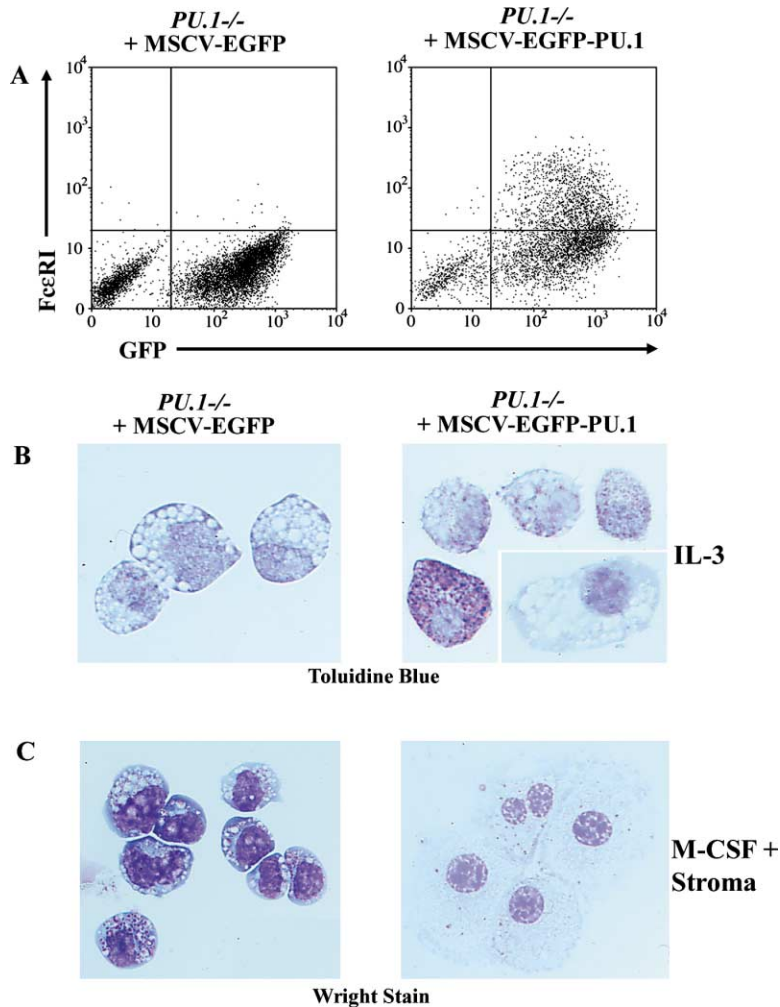 PU.1-/-
+ MSCV-EGFP
PU.1-/-
+ MSCV-EGFP-PU.1
A
FcεRI
10⁴
10³
10²
10
0
0
10
10²
10³
10⁴
10⁴
10³
10²
10
0
0
10
10²
10³
10⁴
GFP
PU.1-/-
+ MSCV-EGFP
PU.1-/-
+ MSCV-EGFP-PU.1
B
IL-3
Toluidine Blue
C
M-CSF +
Stroma
Wright Stain